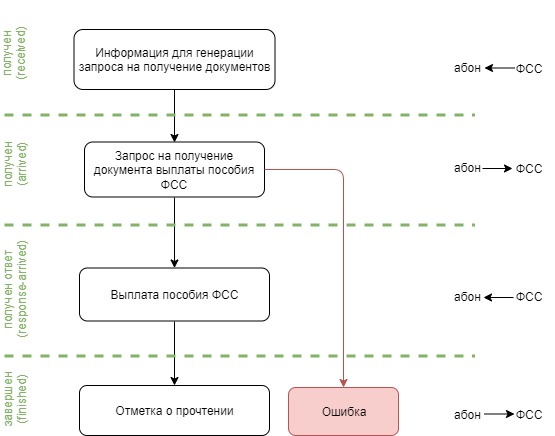 получен
(received)
Информация для генерации
запроса на получение документов
абон ФСС
получен
(arrived)
Запрос на получение
документа выплаты пособия
ФСС
абон ФСС
получен ответ
(response-arrived)
Выплата пособия ФСС
абон ФСС
завершен
(finished)
Отметка о прочтении
Ошибка
абон ФСС